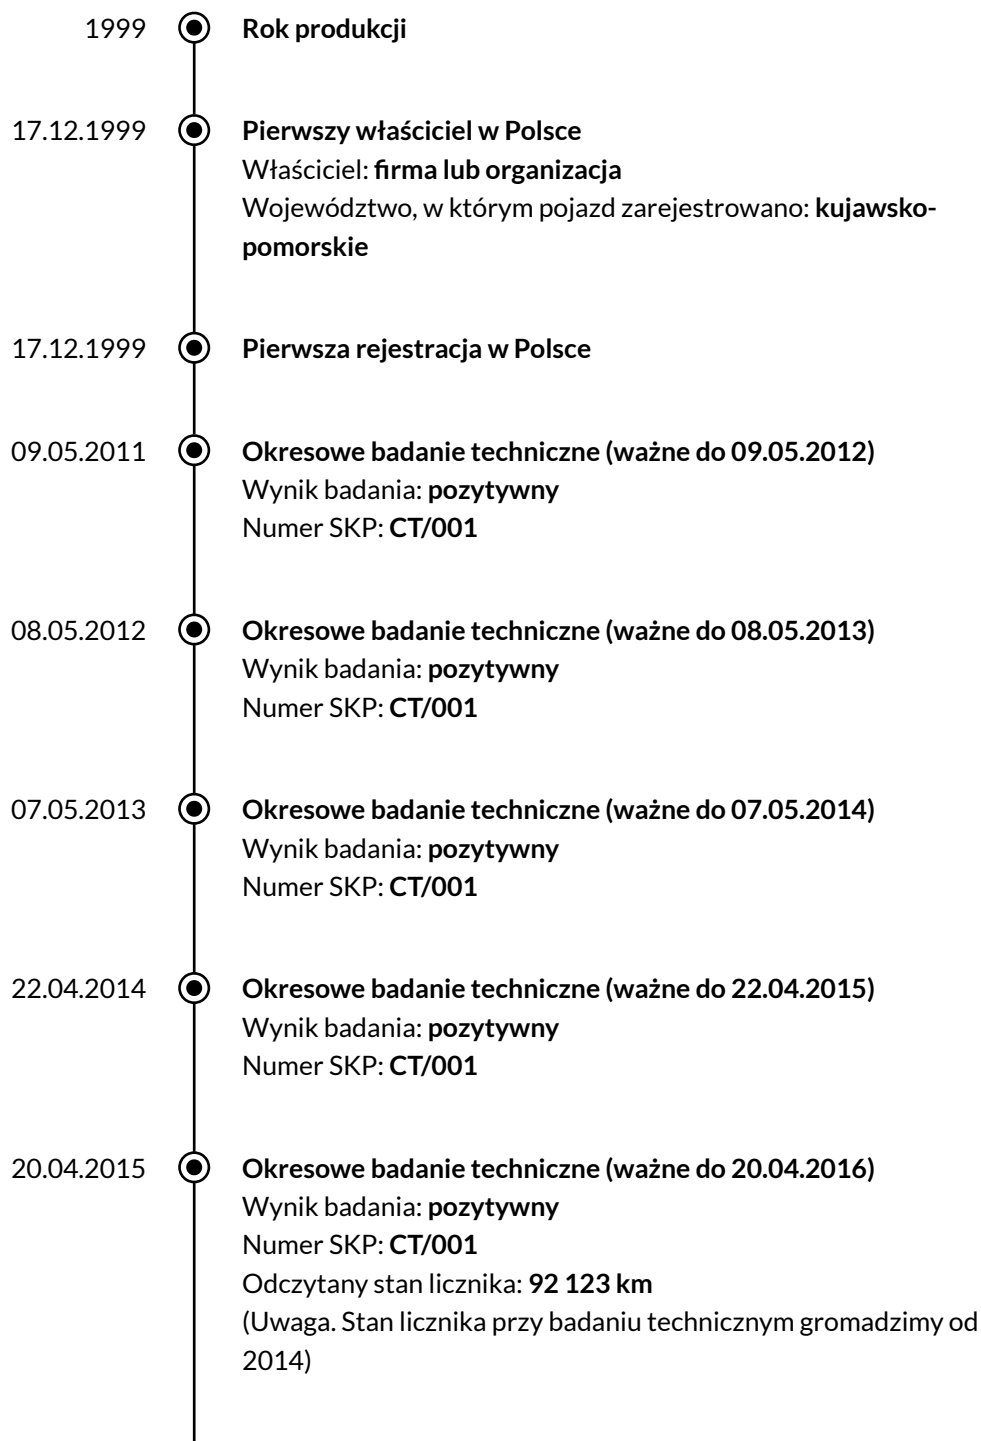 1999 Rok produkcji
17.12.1999 Pierwszy właściciel w Polsce
Właściciel: firma lub organizacja
Województwo, w którym pojazd zarejestrowano: kujawsko-
pomorskie
17.12.1999 Pierwsza rejestracja w Polsce
09.05.2011 Okresowe badanie techniczne (ważne do 09.05.2012)
Wynik badania: pozytywny
Numer SKP: CT/001
08.05.2012 Okresowe badanie techniczne (ważne do 08.05.2013)
Wynik badania: pozytywny
Numer SKP: CT/001
07.05.2013 Okresowe badanie techniczne (ważne do 07.05.2014)
Wynik badania: pozytywny
Numer SKP: CT/001
22.04.2014 Okresowe badanie techniczne (ważne do 22.04.2015)
Wynik badania: pozytywny
Numer SKP: CT/001
20.04.2015 Okresowe badanie techniczne (ważne do 20.04.2016)
Wynik badania: pozytywny
Numer SKP: CT/001
Odczytany stan licznika: 92 123 km
(Uwaga. Stan licznika przy badaniu technicznym gromadzimy od
2014)